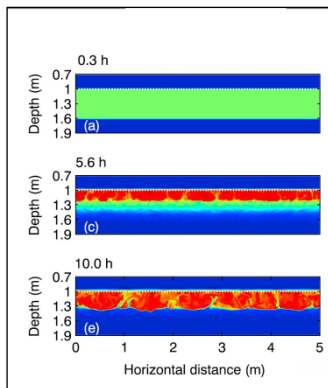 0.3 h
0.7
1
1.3
1.6
1.9
Depth (m)
(a)
5.6 h
0.7
1
1.3
1.6
1.9
Depth (m)
(c)
10.0 h
0.7
1
1.3
1.6
1.9
Depth (m)
(e)
0 1 2 3 4 5
Horizontal distance (m)